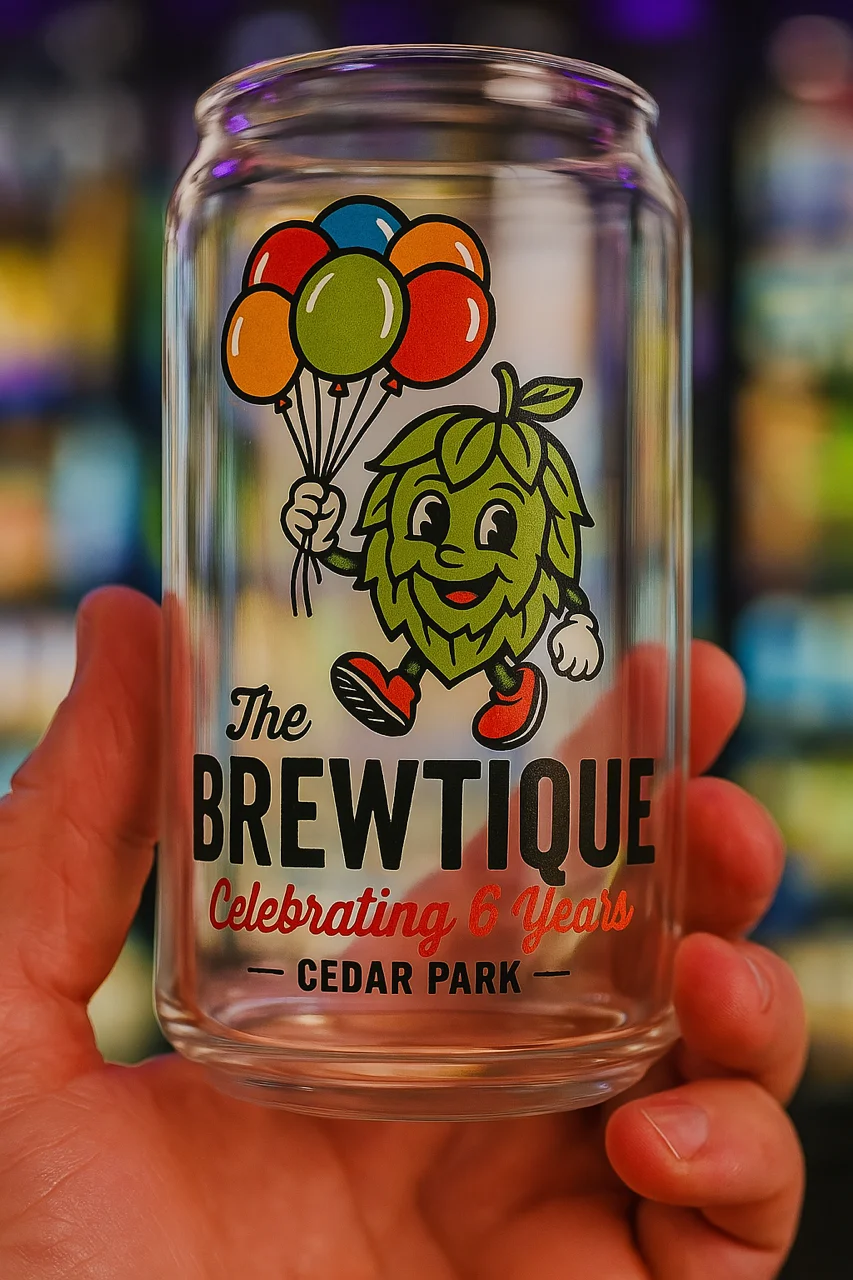 The
BREWTIQUE
Celebrating 6 Years
— CEDAR PARK —